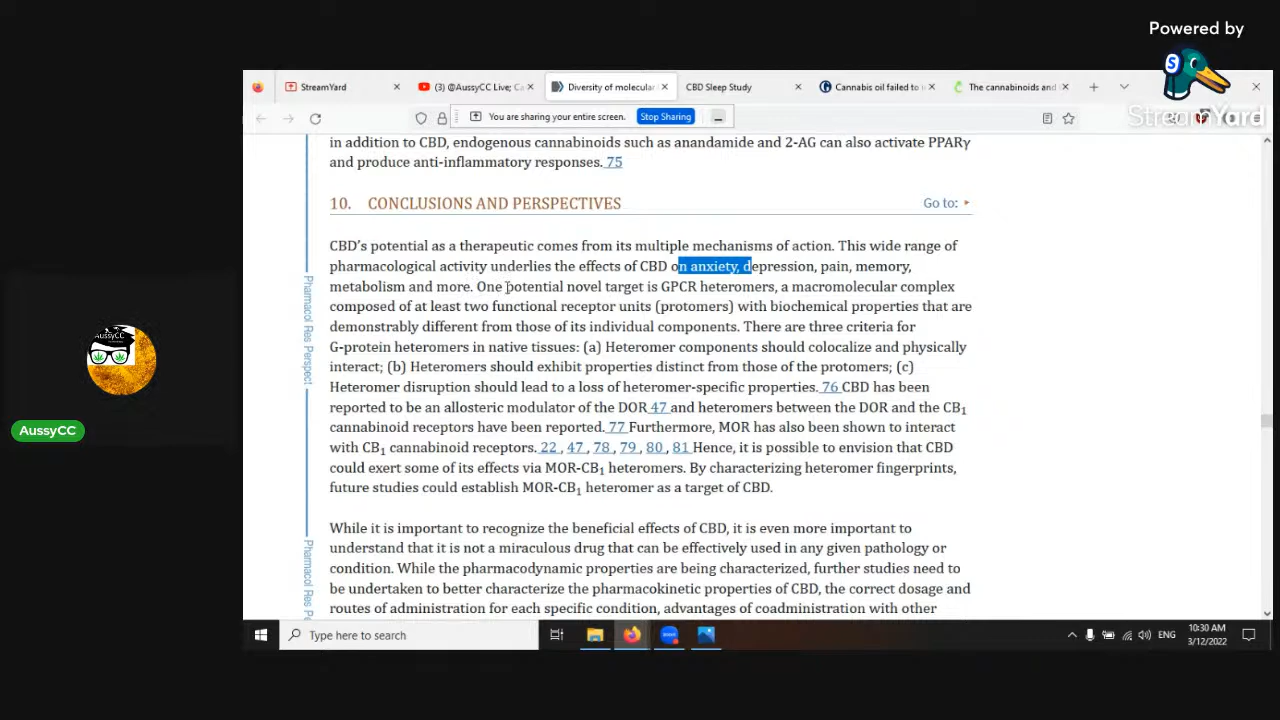 Powered by
StreamYard
StreamYard
(3) @AussyCC Live; Ca
Diversity of molecular
CBD Sleep Study
Cannabis oil failed to i
The cannabinoids and
You are sharing your entire screen.
Stop Sharing
in addition to CBD, endogenous cannabinoids such as anandamide and 2-AG can also activate PPARγ
and produce anti-inflammatory responses. 75
10. CONCLUSIONS AND PERSPECTIVES
Go to:
CBD’s potential as a therapeutic comes from its multiple mechanisms of action. This wide range of
pharmacological activity underlies the effects of CBD on anxiety, depression, pain, memory,
metabolism and more. One potential novel target is GPCR heteromers, a macromolecular complex
composed of at least two functional receptor units (protomers) with biochemical properties that are
demonstrably different from those of its individual components. There are three criteria for
G-protein heteromers in native tissues: (a) Heteromer components should colocalize and physically
interact; (b) Heteromers should exhibit properties distinct from those of the protomers; (c)
Heteromer disruption should lead to a loss of heteromer-specific properties. 76 CBD has been
reported to be an allosteric modulator of the DOR 47 and heteromers between the DOR and the CB1
cannabinoid receptors have been reported. 77 Furthermore, MOR has also been shown to interact
with CB1 cannabinoid receptors. 22 , 47 , 78 , 79 , 80 , 81 Hence, it is possible to envision that CBD
could exert some of its effects via MOR-CB1 heteromers. By characterizing heteromer fingerprints,
future studies could establish MOR-CB1 heteromer as a target of CBD.
While it is important to recognize the beneficial effects of CBD, it is even more important to
understand that it is not a miraculous drug that can be effectively used in any given pathology or
condition. While the pharmacodynamic properties are being characterized, further studies need to
be undertaken to better characterize the pharmacokinetic properties of CBD, the correct dosage and
routes of administration for each specific condition, advantages of coadministration with other
Pharmacol Res Perspect
Pharmacol Res Pe
AussyCC
AussyCC
Type here to search
ENG
10:30 AM
3/12/2022